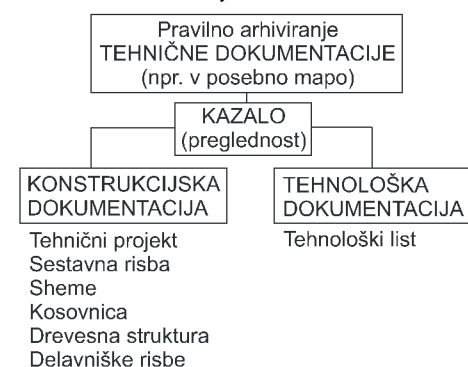 Pravilno arhiviranje
TEHNIČNE DOKUMENTACIJE
(npr. v posebno mapo)
KAZALO
(preglednost)
KONSTRUKCIJSKA
DOKUMENTACIJA
Tehnični projekt
Sestavna risba
Sheme
Kosovnica
Drevesna struktura
Delavniške risbe
TEHNOLOŠKA
DOKUMENTACIJA
Tehnološki list